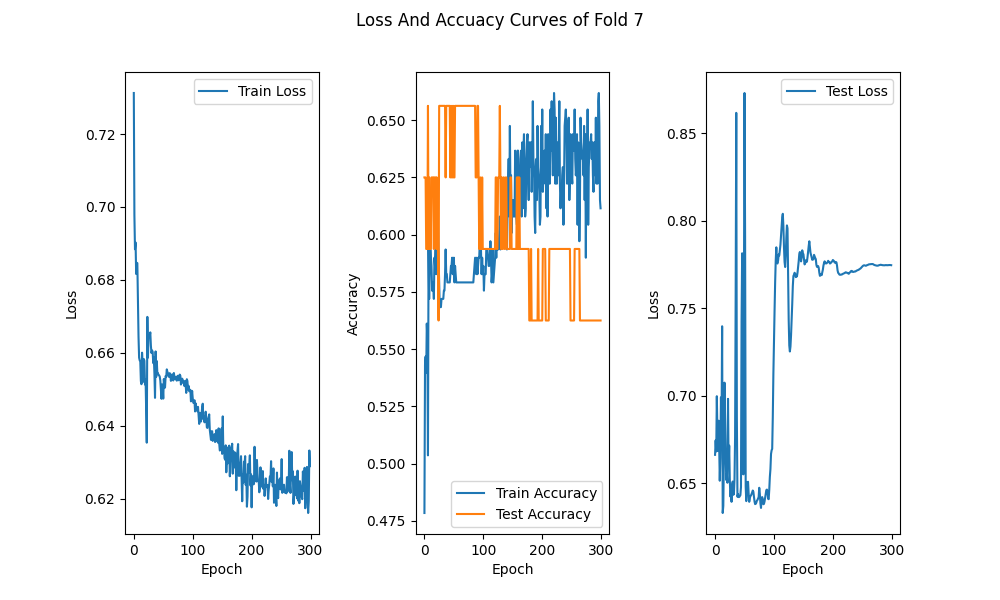 Loss And Accuacy Curves of Fold 7
Train Loss
0.72
0.70
0.68
0.66
0.64
0.62
Loss
0 100 200 300
Epoch
0.650
0.625
0.600
0.575
0.550
0.525
0.500
0.475
Accuracy
Train Accuracy
Test Accuracy
0 100 200 300
Epoch
Test Loss
0.85
0.80
0.75
0.70
0.65
Loss
0 100 200 300
Epoch